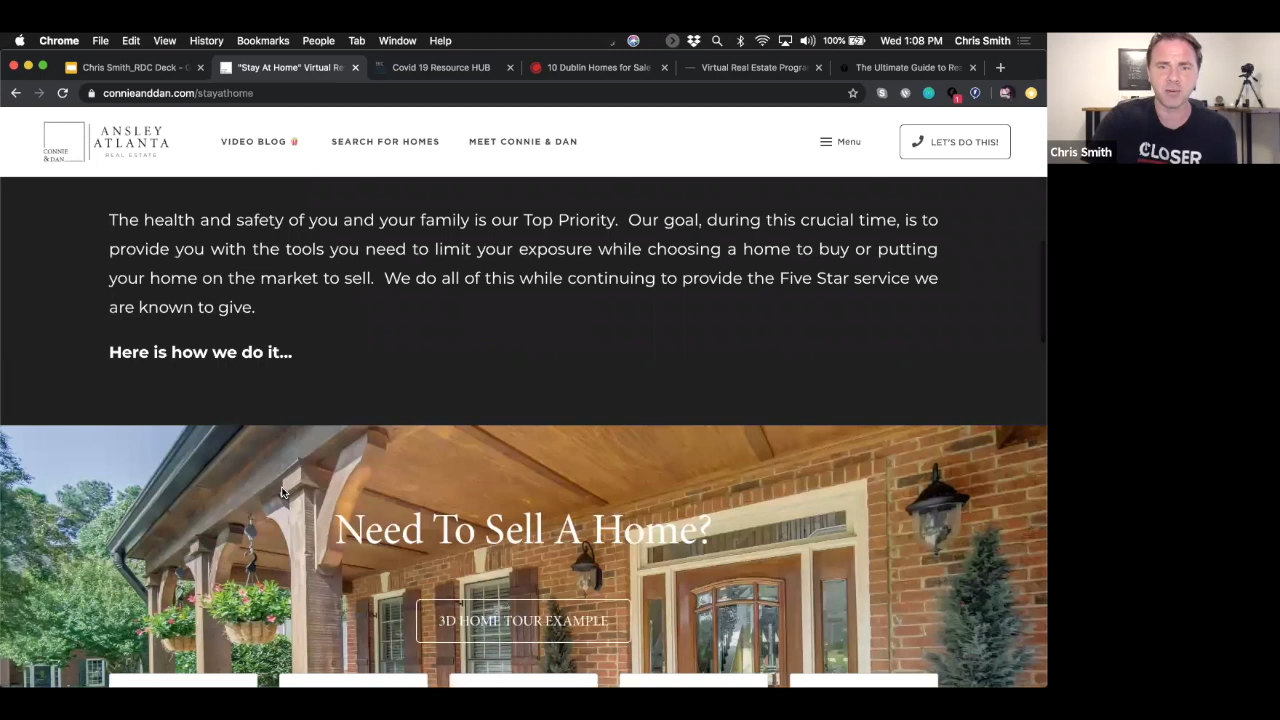 Chrome File Edit View History Bookmarks People Tab Window Help 100% Wed 1:08 PM Chris Smith
Chris Smith_RDC Deck - G "Stay At Home" Virtual Re Covid 19 Resource HUB 10 Dublin Homes for Sale Virtual Real Estate Progra The Ultimate Guide to Re
connieanddan.com/stayathome
1
CONNIE & DAN
ANSLEY
ATLANTA
REAL ESTATE
VIDEO BLOG SEARCH FOR HOMES MEET CONNIE & DAN Menu LET'S DO THIS!
Chris Smith
CLOSER
The health and safety of you and your family is our Top Priority. Our goal, during this crucial time, is to
provide you with the tools you need to limit your exposure while choosing a home to buy or putting
your home on the market to sell. We do all of this while continuing to provide the Five Star service we
are known to give.
Here is how we do it...
Need To Sell A Home?
3D HOME TOUR EXAMPLE